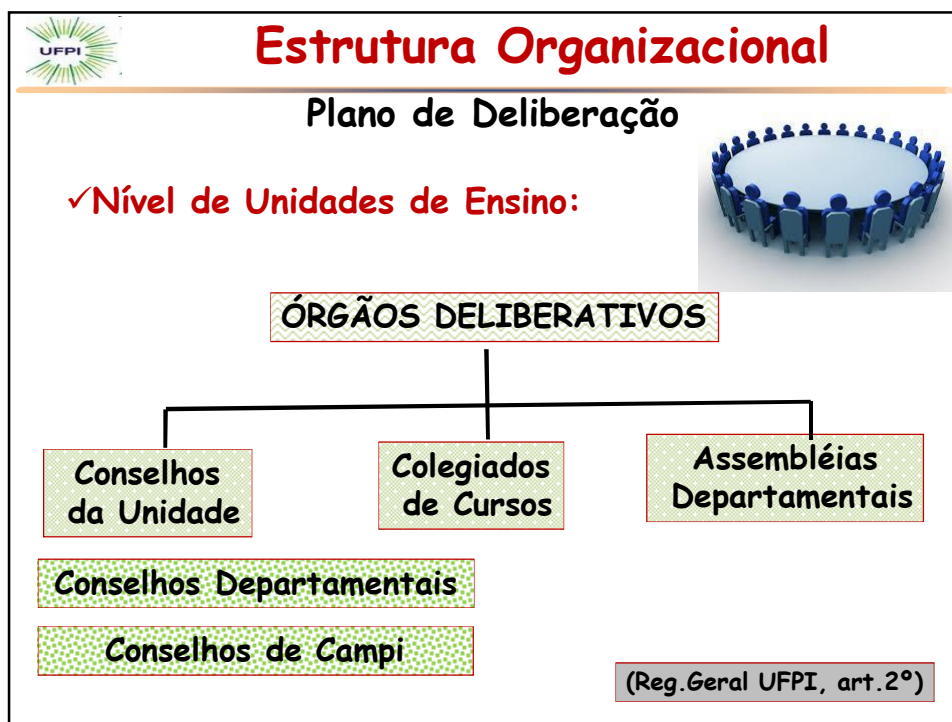 UFPI
Estrutura Organizacional
Plano de Deliberação
✓Nível de Unidades de Ensino:
ÓRGÃOS DELIBERATIVOS
Conselhos
da Unidade
Colegiados
de Cursos
Assembléias
Departamentais
Conselhos Departamentais
Conselhos de Campi
(Reg.Geral UFPI, art.2º)